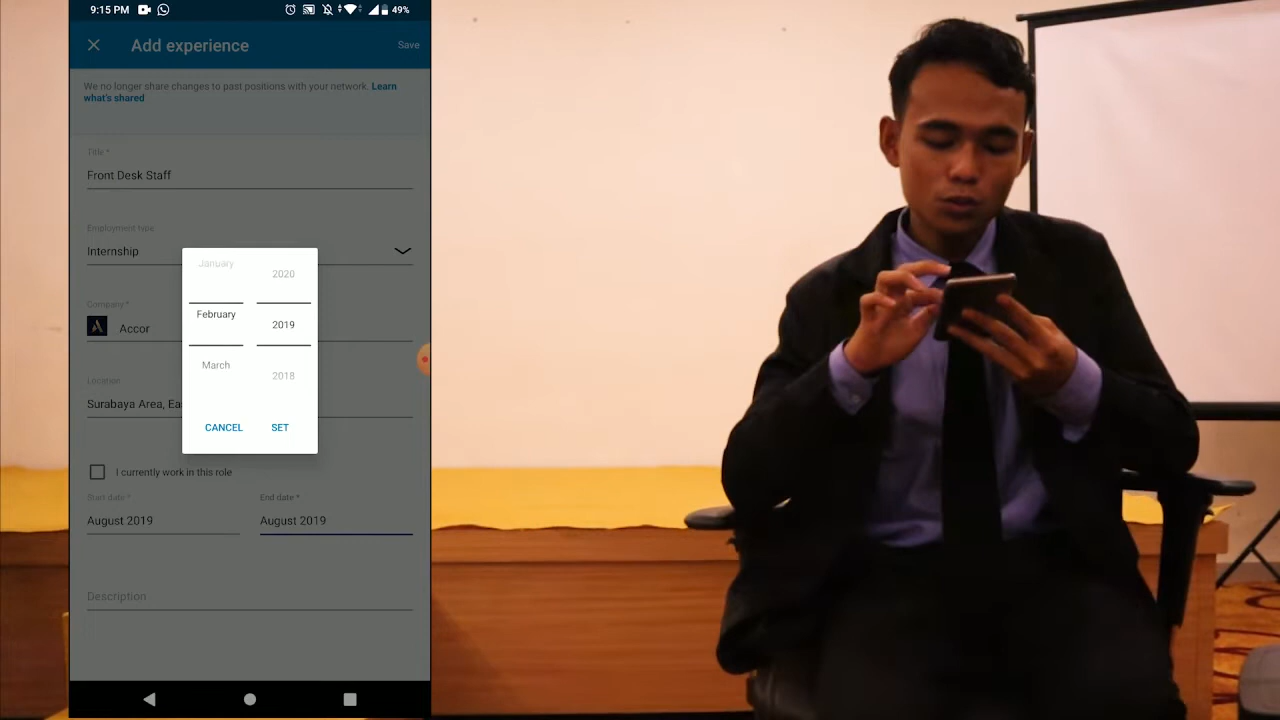 9:15 PM 49%
Add experience Save
We no longer share changes to past positions with your network. Learn
what's shared
Title *
Front Desk Staff
Employment type
Internship
January 2020
Company *
February 2019
Accor
March 2018
Location
Surabaya Area, Ea
CANCEL SET
I currently work in this role
Start date * End date *
August 2019 August 2019
Description